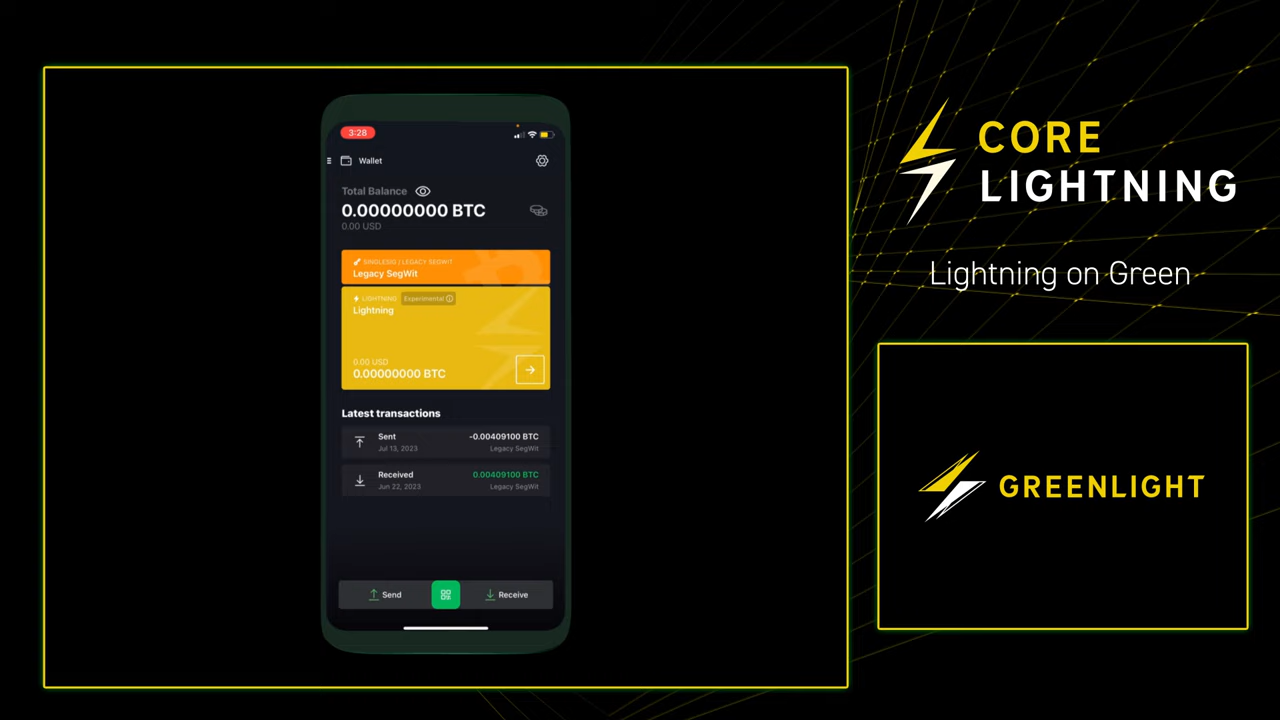 3:28
Wallet
Total Balance
0.00000000 BTC
0.00 USD
SINGLESIG / LEGACY SEGWIT
Legacy SegWit
LIGHTNING Experimental
Lightning
0.00 USD
0.00000000 BTC
Latest transactions
Sent -0.00409100 BTC
Jul 13, 2023 Legacy SegWit
Received 0.00409100 BTC
Jun 22, 2023 Legacy SegWit
Send Receive
CORE
LIGHTNING
Lightning on Green
GREENLIGHT